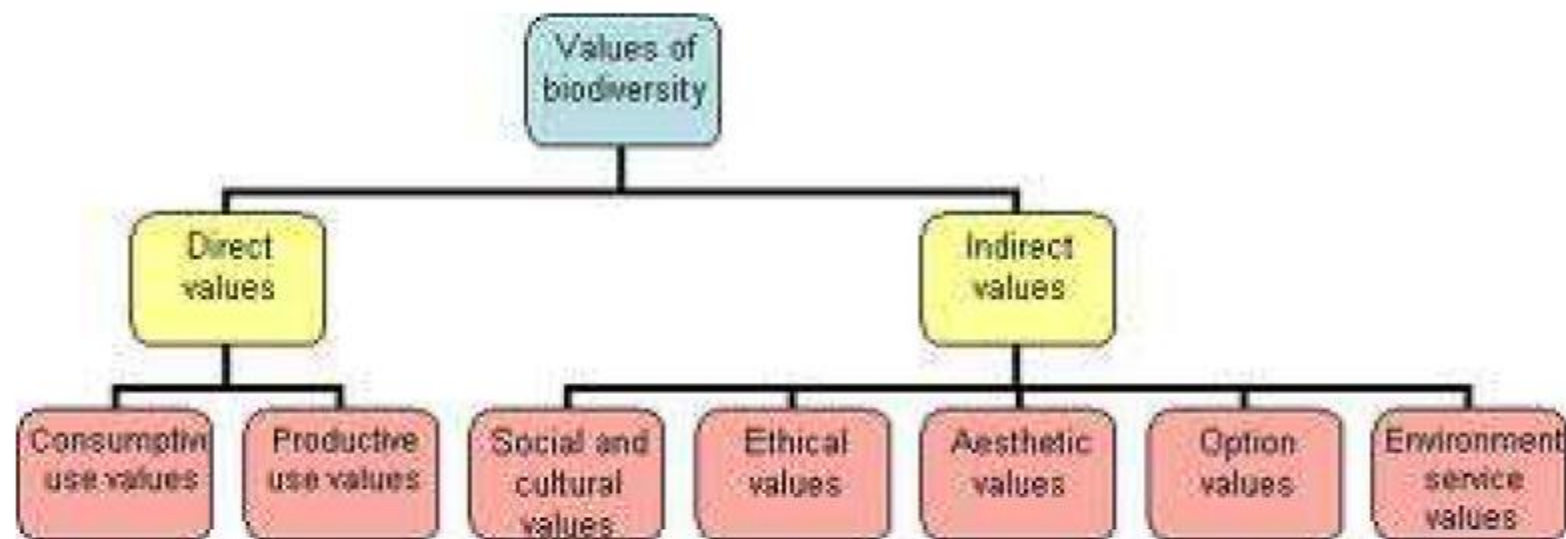 Values of
biodiversity
Direct
values
Indirect
values
Consumptive
use values
Productive
use values
Social and
cultural
values
Ethical
values
Aesthetic
values
Option
values
Environment
service
values